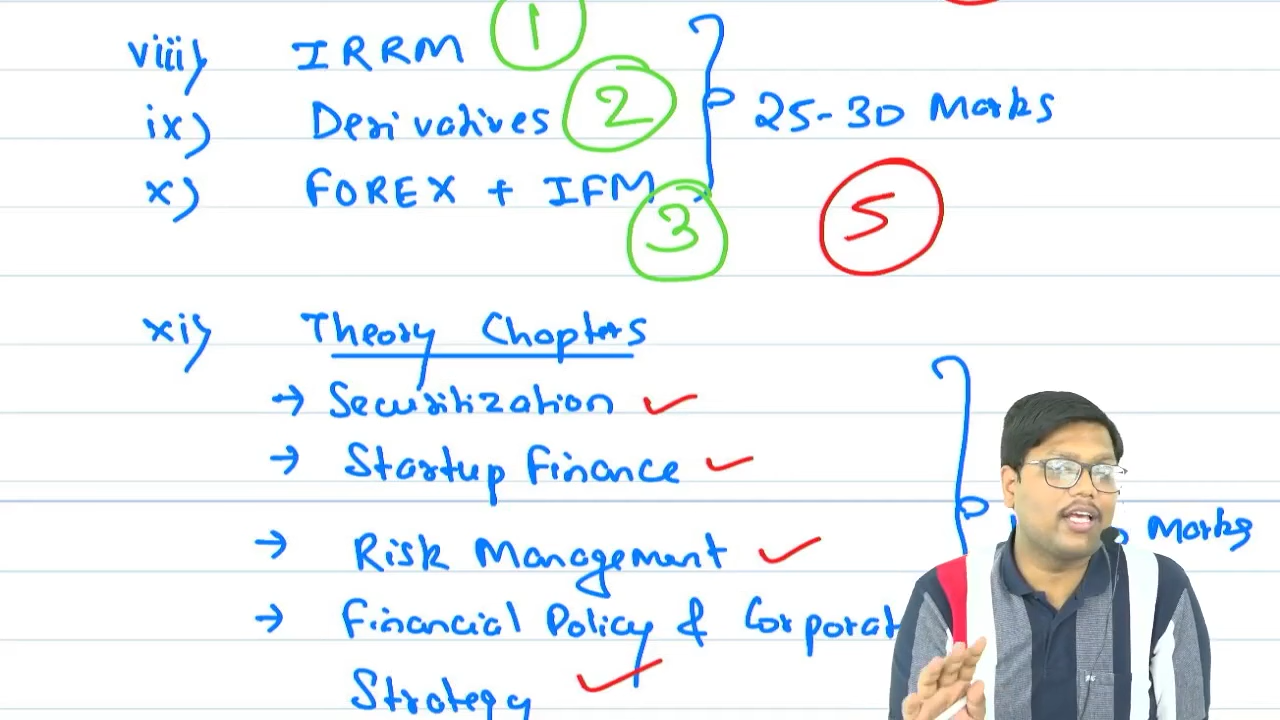 viii) IRRM 1
ix) Derivatives 2 25-30 Marks
x) FOREX + IFM 3 5
xi) Theory Chapters
→ Securitization ✓
→ Startup Finance ✓
→ Risk Management ✓ Marks
→ Financial Policy & Corporat
Strategy ✓